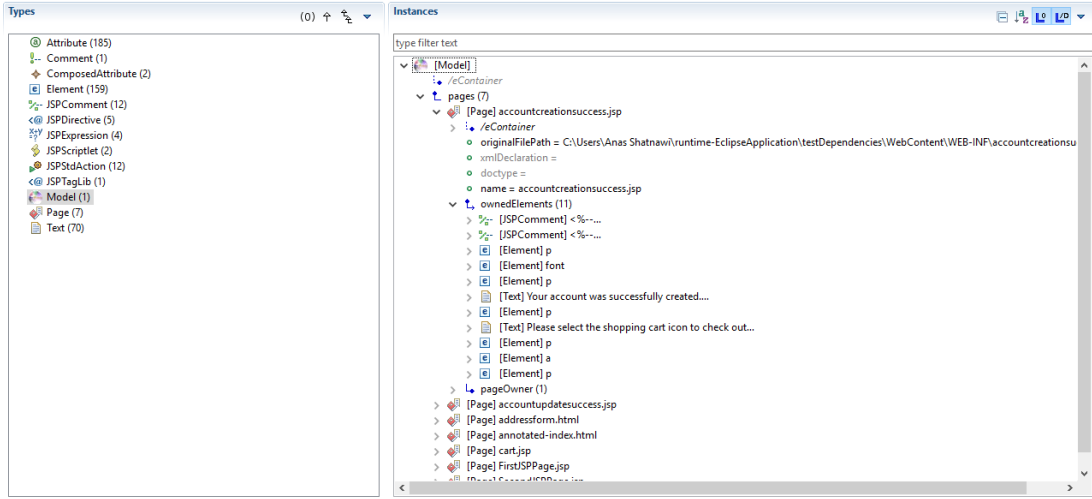 Types
(0)
Attribute (185)
Comment (1)
ComposedAttribute (2)
Element (159)
JSPComment (12)
JSPDirective (5)
JSPExpression (4)
JSPScriptlet (2)
JSPStdAction (12)
JSPTagLib (1)
Model (1)
Page (7)
Text (70)
Instances
type filter text
[Model]
/eContainer
pages (7)
[Page] accountcreationsuccess.jsp
/eContainer
originalFilePath = C:\Users\Anas Shatnawi\runtime-EclipseApplication\testDependencies\WebContent\WEB-INF\accountcreationsu
xmlDeclaration =
doctype =
name = accountcreationsuccess.jsp
ownedElements (11)
[JSPComment] <%--...
[JSPComment] <%--...
[Element] p
[Element] font
[Element] p
[Text] Your account was successfully created....
[Element] p
[Text] Please select the shopping cart icon to check out...
[Element] p
[Element] a
[Element] p
pageOwner (1)
[Page] accountupdatesuccess.jsp
[Page] addressform.html
[Page] annotated-index.html
[Page] cart.jsp
[Page] FirstJSPPage.jsp
[Page] SecondJSPPage.jsp